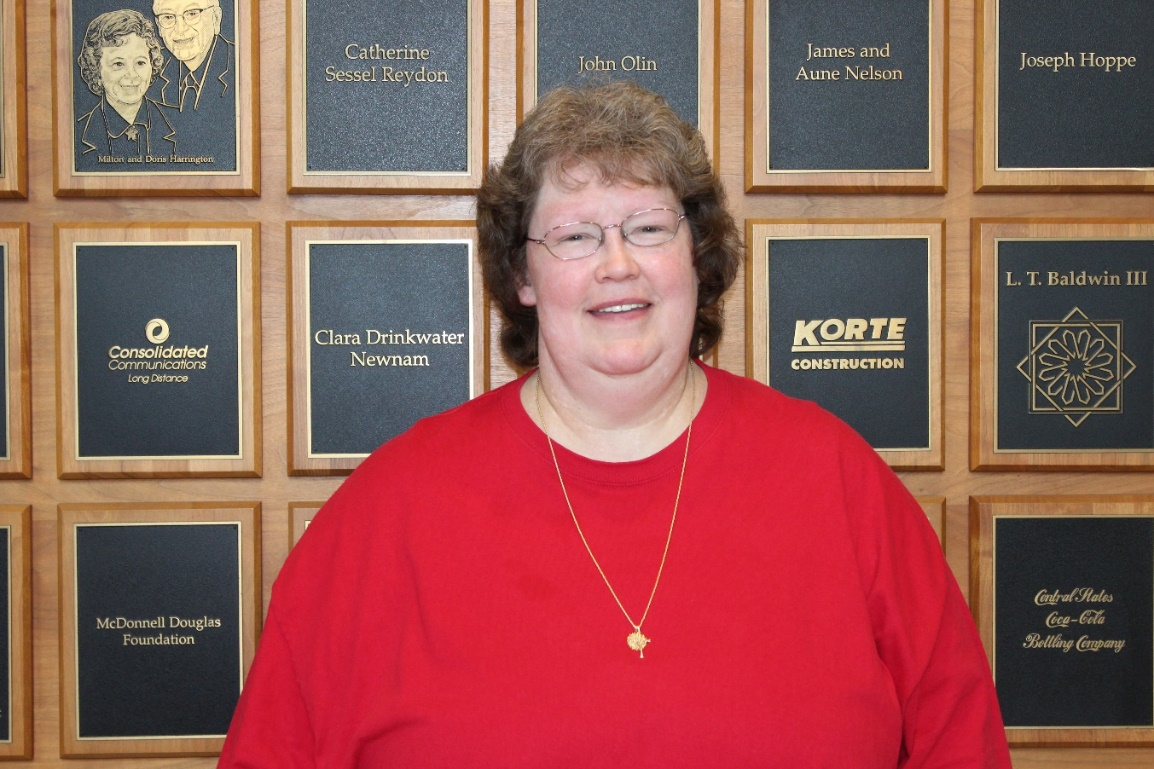 Milton and Doris Harrington
Catherine
Sessel Reydon
John Olin
James and
Aune Nelson
Joseph Hoppe
Consolidated
Communications
Long Distance
Clara Drinkwater
Newnam
KORTE
CONSTRUCTION
L. T. Baldwin III
McDonnell Douglas
Foundation
Central States
Coca-Cola
Bottling Company